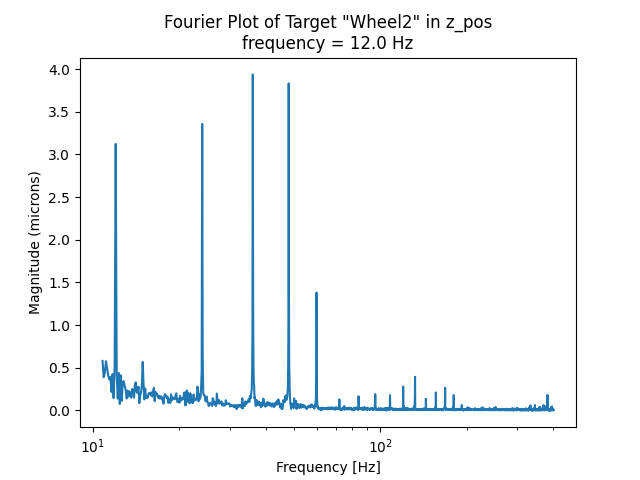 Fourier Plot of Target "Wheel2" in z_pos
frequency = 12.0 Hz
Magnitude (microns)
4.0
3.5
3.0
2.5
2.0
1.5
1.0
0.5
0.0
10¹
10²
Frequency [Hz]